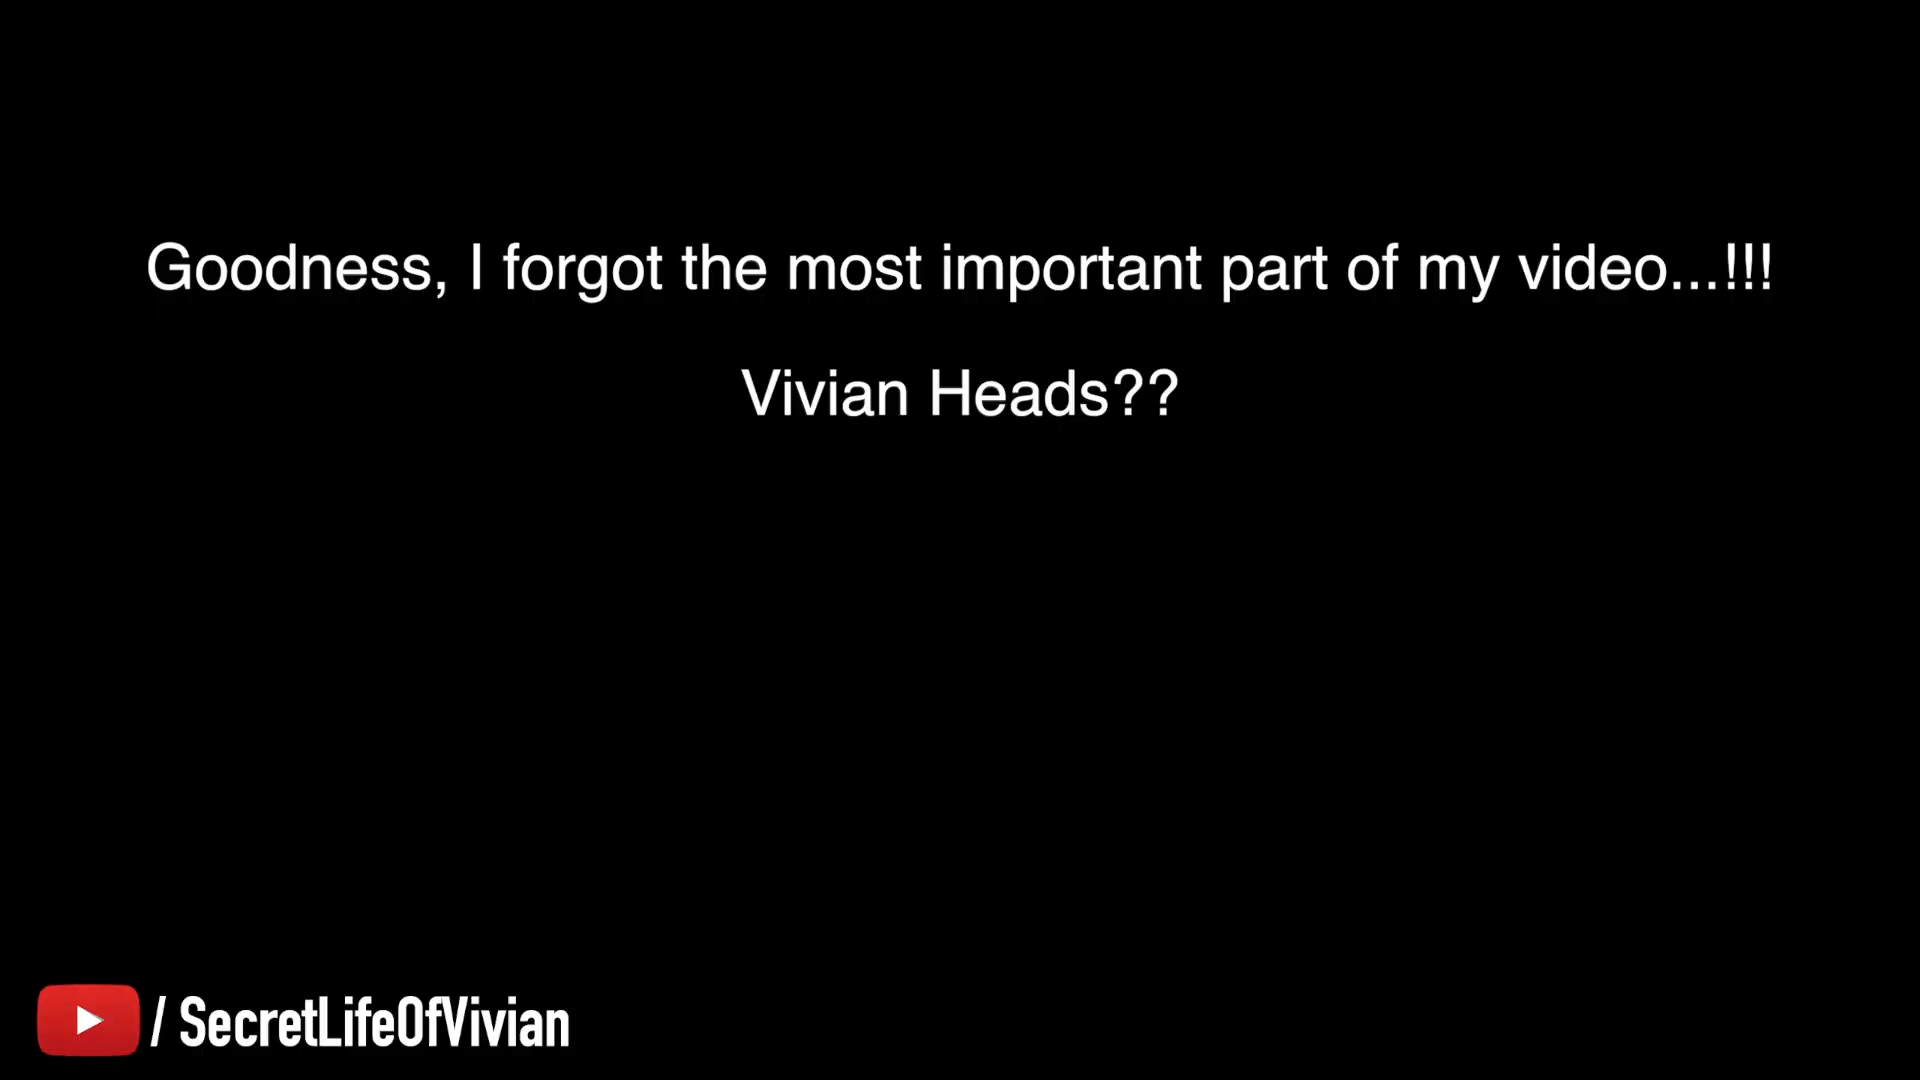 Goodness, I forgot the most important part of my video...!!!
Vivian Heads??
/ SecretLifeOfVivian